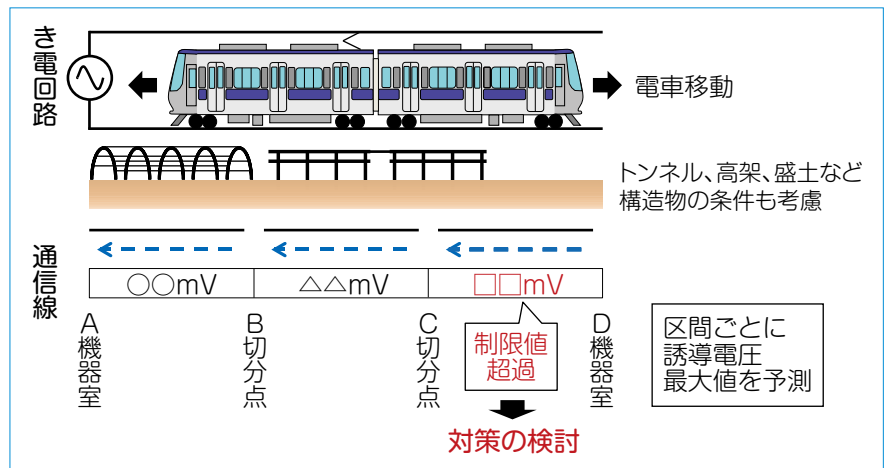 き電回路
電車移動
トンネル、高架、盛土など
構造物の条件も考慮
通信線
○○mV
△△mV
□□mV
A機器室
B切分点
C切分点
D機器室
制限値
超過
区間ごとに
誘導電圧
最大値を予測
対策の検討